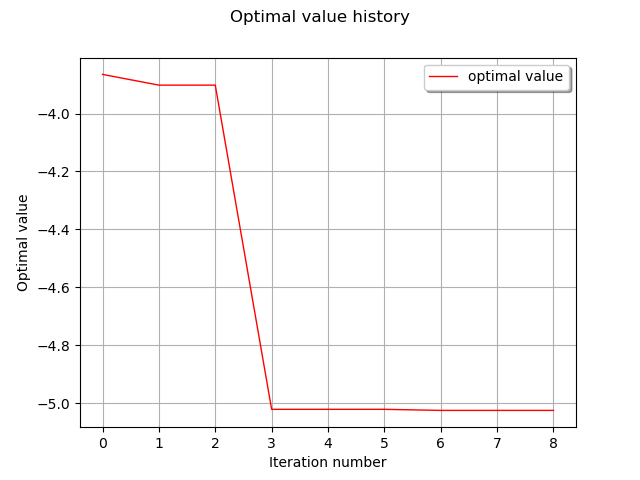 Optimal value history
optimal value
Optimal value
−4.0
−4.2
−4.4
−4.6
−4.8
−5.0
0 1 2 3 4 5 6 7 8
Iteration number